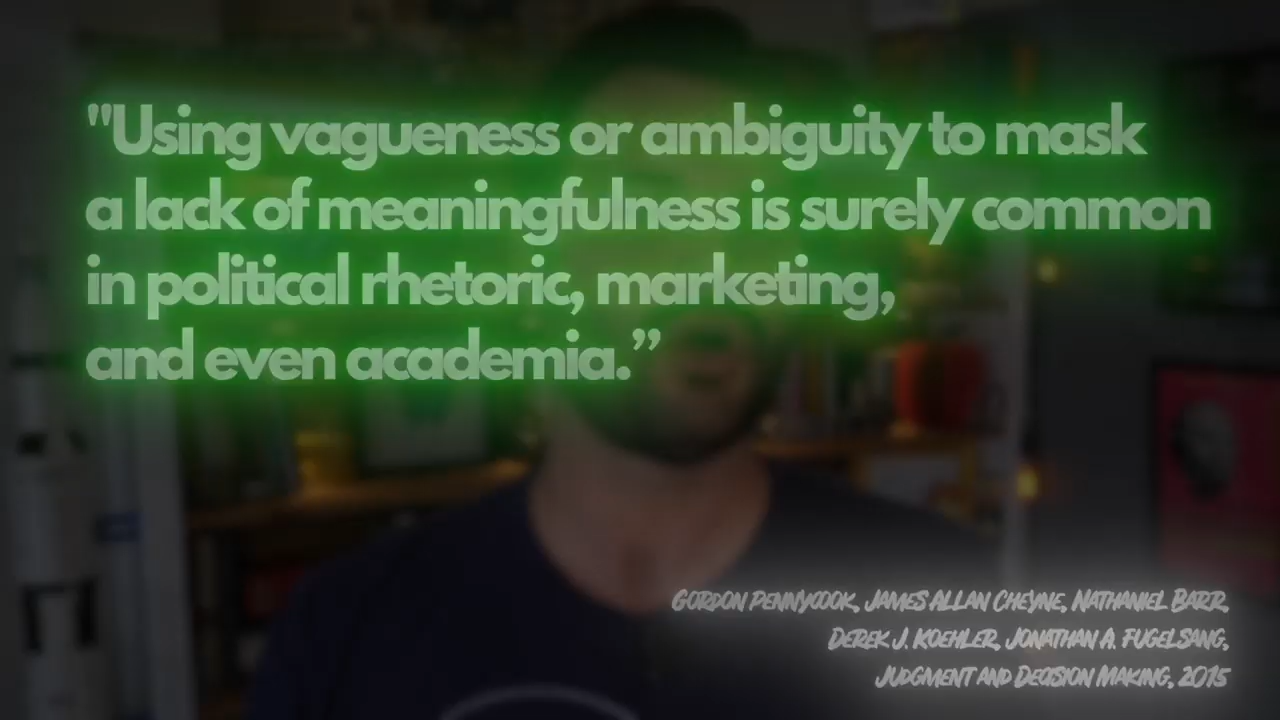 "Using vagueness or ambiguity to mask
a lack of meaningfulness is surely common
in political rhetoric, marketing,
and even academia.”
GORDON PENNYCOOK, JAMES ALLAN CHEYNE, NATHANIEL BARR,
DEREK J. KOEHLER, JONATHAN A. FUGELSANG,
JUDGMENT AND DECISION MAKING, 2015